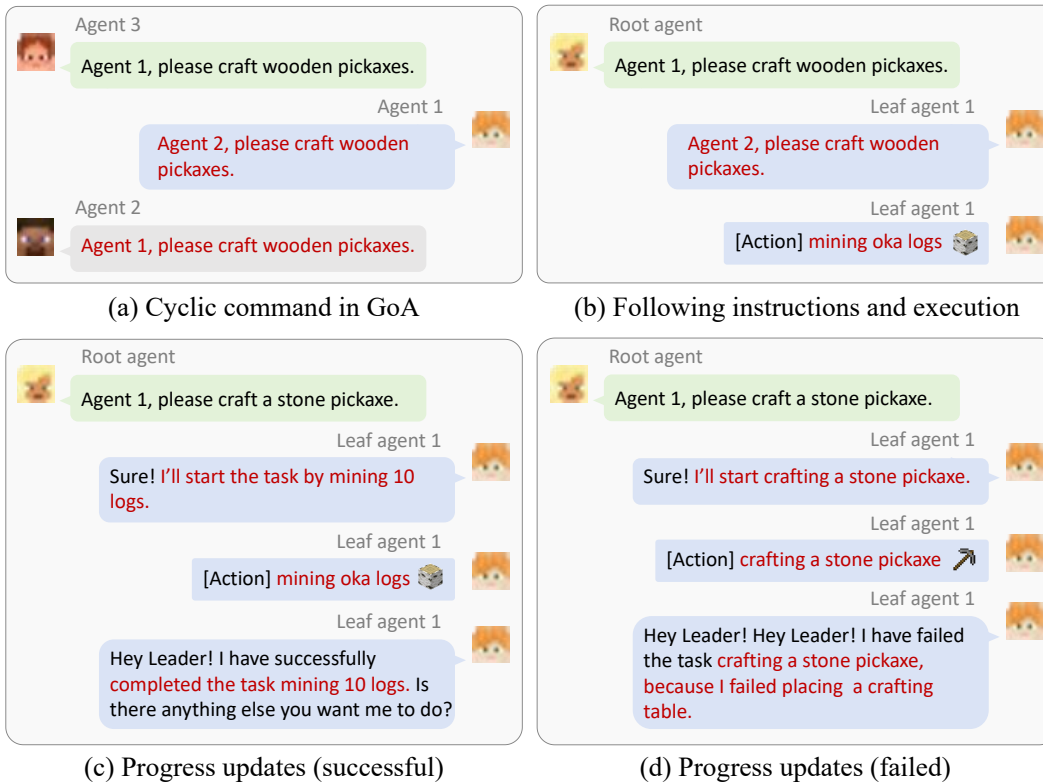 Agent 3
Agent 1, please craft wooden pickaxes.
Agent 1
Agent 2, please craft wooden
pickaxes.
Agent 2
Agent 1, please craft wooden pickaxes.
(a) Cyclic command in GoA
Root agent
Agent 1, please craft wooden pickaxes.
Leaf agent 1
Agent 2, please craft wooden
pickaxes.
Leaf agent 1
[Action] mining oka logs
(b) Following instructions and execution
Root agent
Agent 1, please craft a stone pickaxe.
Leaf agent 1
Sure! I'll start the task by mining 10
logs.
Leaf agent 1
[Action] mining oka logs
Leaf agent 1
Hey Leader! I have successfully
completed the task mining 10 logs. Is
there anything else you want me to do?
(c) Progress updates (successful)
Root agent
Agent 1, please craft a stone pickaxe.
Leaf agent 1
Sure! I'll start crafting a stone pickaxe.
Leaf agent 1
[Action] crafting a stone pickaxe
Leaf agent 1
Hey Leader! Hey Leader! I have failed
the task crafting a stone pickaxe,
because I failed placing a crafting
table.
(d) Progress updates (failed)